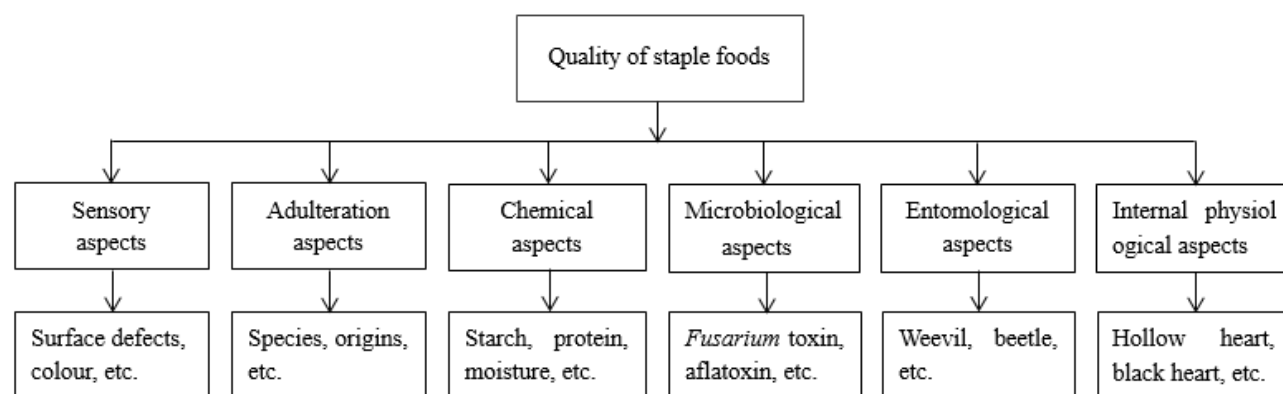 Quality of staple foods
Sensory
aspects
Adulteration
aspects
Chemical
aspects
Microbiological
aspects
Entomological
aspects
Internal physiol
ogical aspects
Surface defects,
colour, etc.
Species, origins,
etc.
Starch, protein,
moisture, etc.
Fusarium toxin,
aflatoxin, etc.
Weevil, beetle,
etc.
Hollow heart,
black heart, etc.